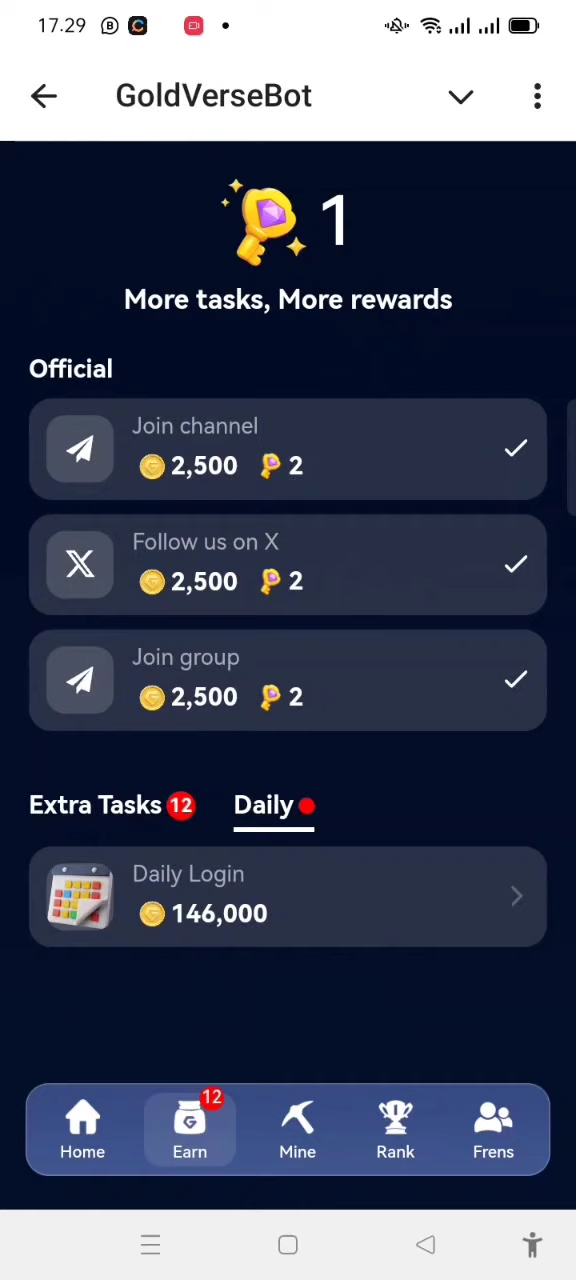 17.29
GoldVerseBot
1
More tasks, More rewards
Official
Join channel
2,500 2
Follow us on X
2,500 2
Join group
2,500 2
Extra Tasks 12 Daily
Daily Login
146,000
12
Home Earn Mine Rank Frens